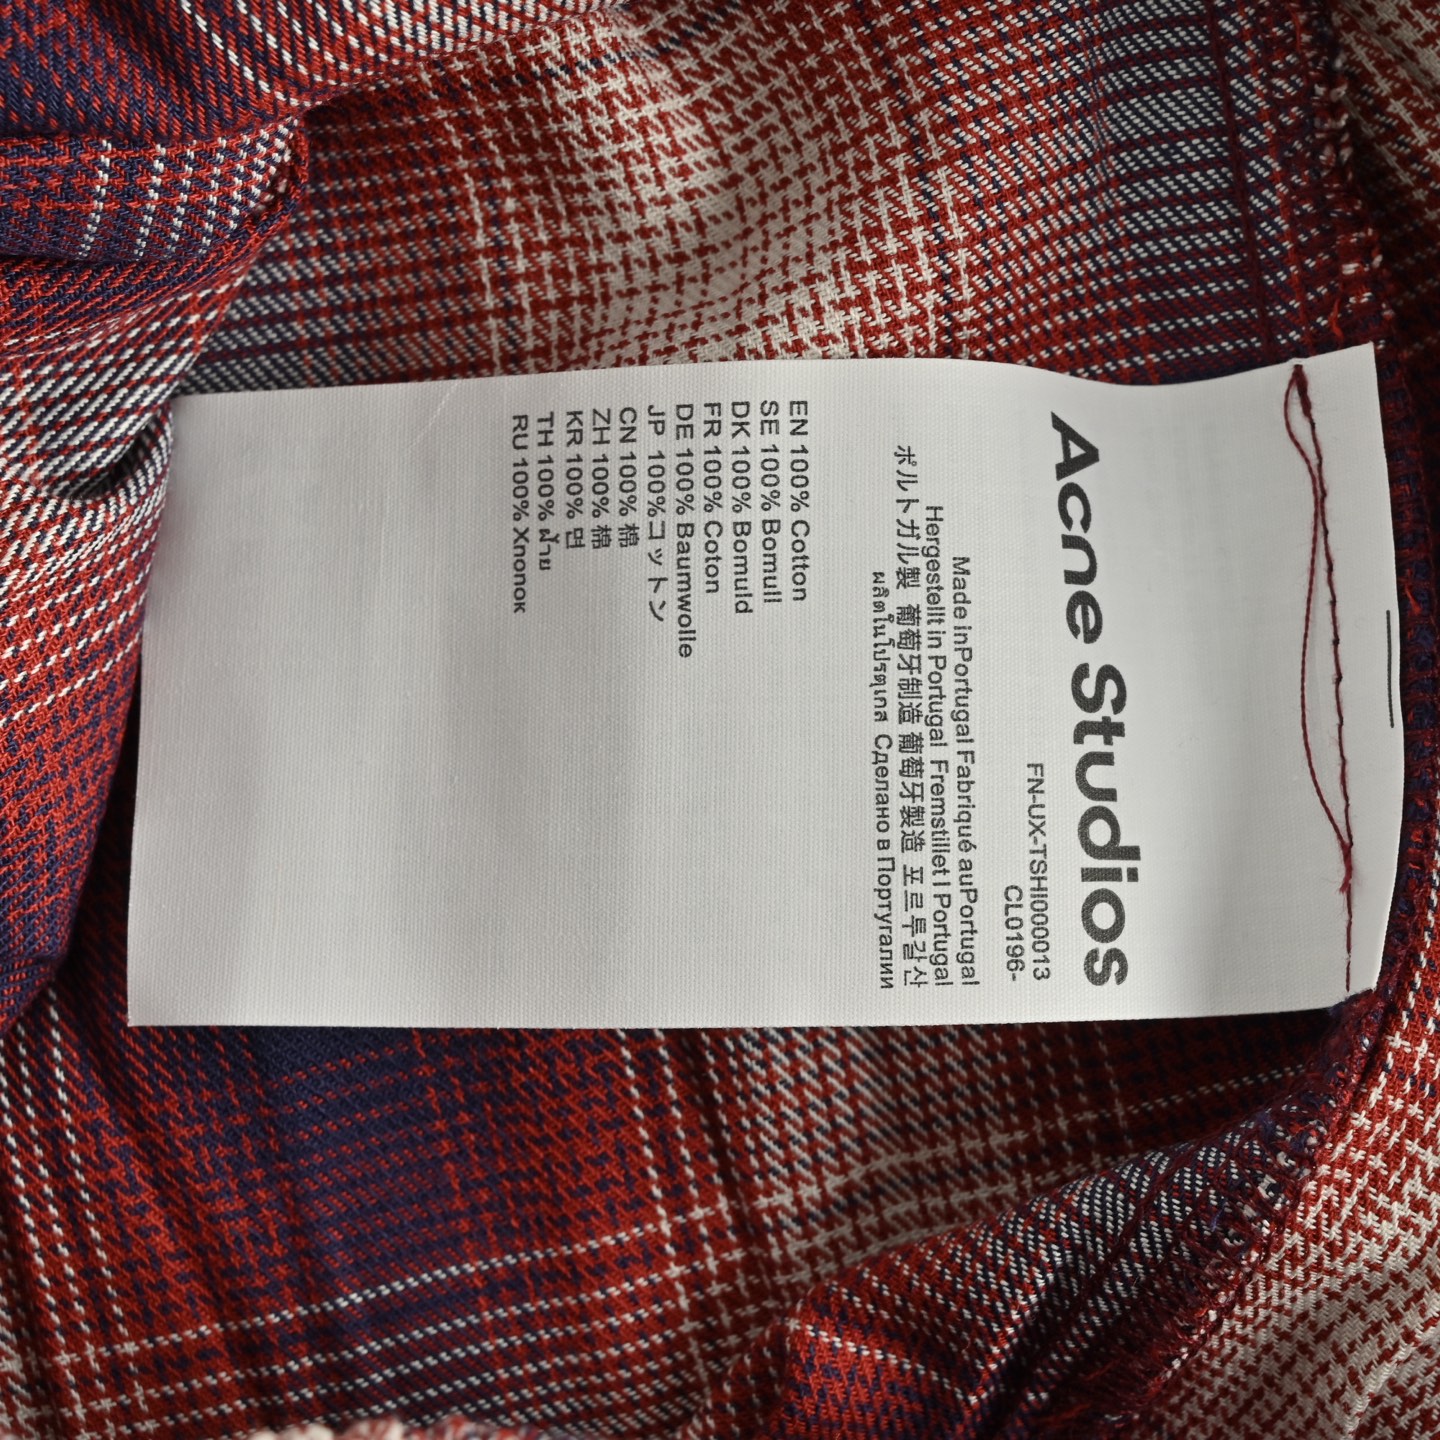 Acne Studios
FN-UX-TSHI000013
CL0196-
Made inPortugal Fabriqué auPortugal
Hergestellt in Portugal Fremstillet I Portugal
ポルトガル製 葡萄牙制造 葡萄牙製造 포르투갈산
ผลิตในโปรตุเกส Сделано в Португалии
EN 100% Cotton
SE 100% Bomull
DK 100% Bomuld
FR 100% Coton
DE 100% Baumwolle
JP 100%コットン
CN 100% 棉
ZH 100% 棉
KR 100% 면
TH 100% ฝ้าย
RU 100% Хnonoк